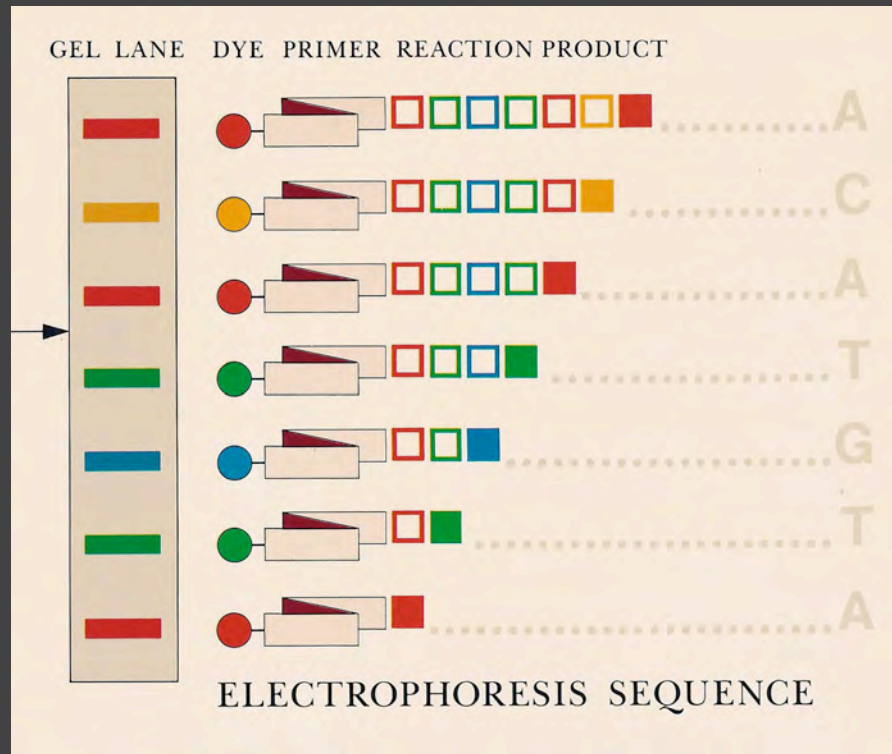 GEL LANE DYE PRIMER REACTION PRODUCT
A
C
A
T
G
T
A
ELECTROPHORESIS SEQUENCE